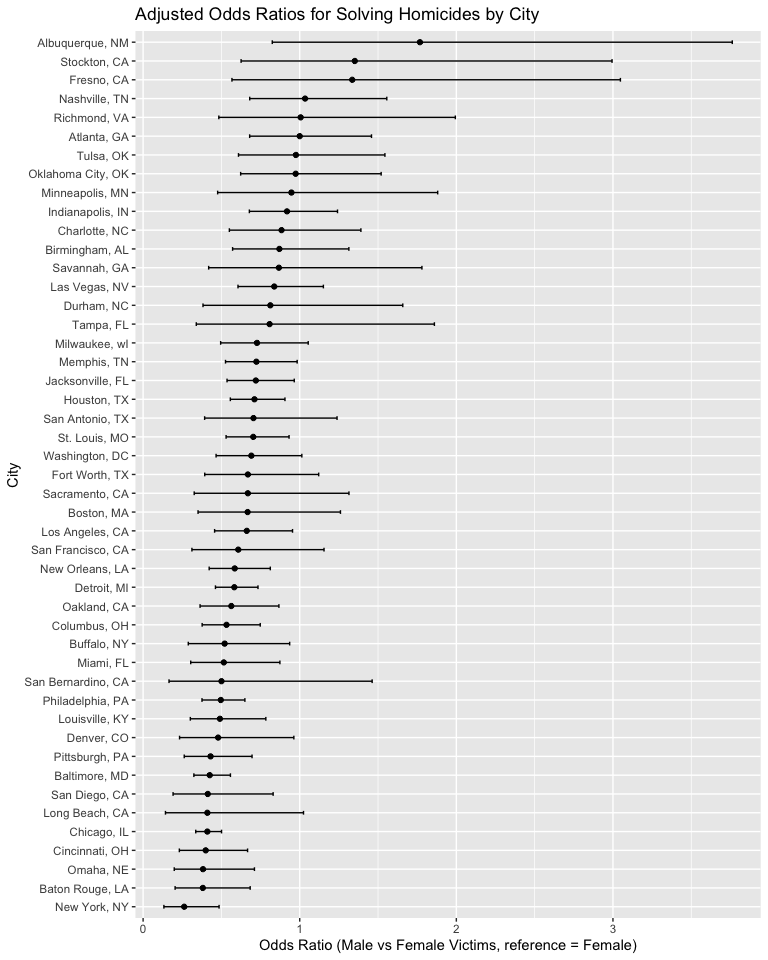 Adjusted Odds Ratios for Solving Homicides by City
Albuquerque, NM
Stockton, CA
Fresno, CA
Nashville, TN
Richmond, VA
Atlanta, GA
Tulsa, OK
Oklahoma City, OK
Minneapolis, MN
Indianapolis, IN
Charlotte, NC
Birmingham, AL
Savannah, GA
Las Vegas, NV
Durham, NC
Tampa, FL
Milwaukee, wI
Memphis, TN
Jacksonville, FL
Houston, TX
San Antonio, TX
St. Louis, MO
Washington, DC
Fort Worth, TX
Sacramento, CA
Boston, MA
Los Angeles, CA
San Francisco, CA
New Orleans, LA
Detroit, MI
Oakland, CA
Columbus, OH
Buffalo, NY
Miami, FL
San Bernardino, CA
Philadelphia, PA
Louisville, KY
Denver, CO
Pittsburgh, PA
Baltimore, MD
San Diego, CA
Long Beach, CA
Chicago, IL
Cincinnati, OH
Omaha, NE
Baton Rouge, LA
New York, NY
City
0 1 2 3
Odds Ratio (Male vs Female Victims, reference = Female)